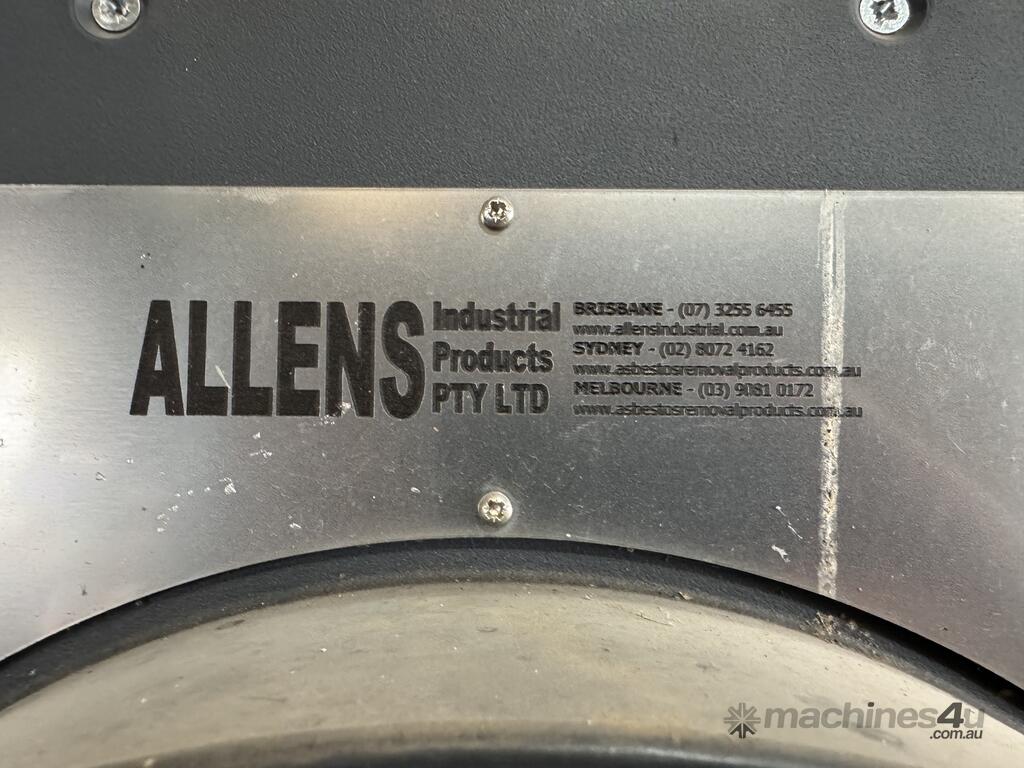 ALLENS
Industrial
Products
PTY LTD
BRISBANE - (07) 3255 6455
www.allensindustrial.com.au
SYDNEY - (02) 8072 4162
www.asbestosremovalproducts.com.au
MELBOURNE - (03) 9081 0172
www.asbestosremovalproducts.com.au
machines4u
.com.au